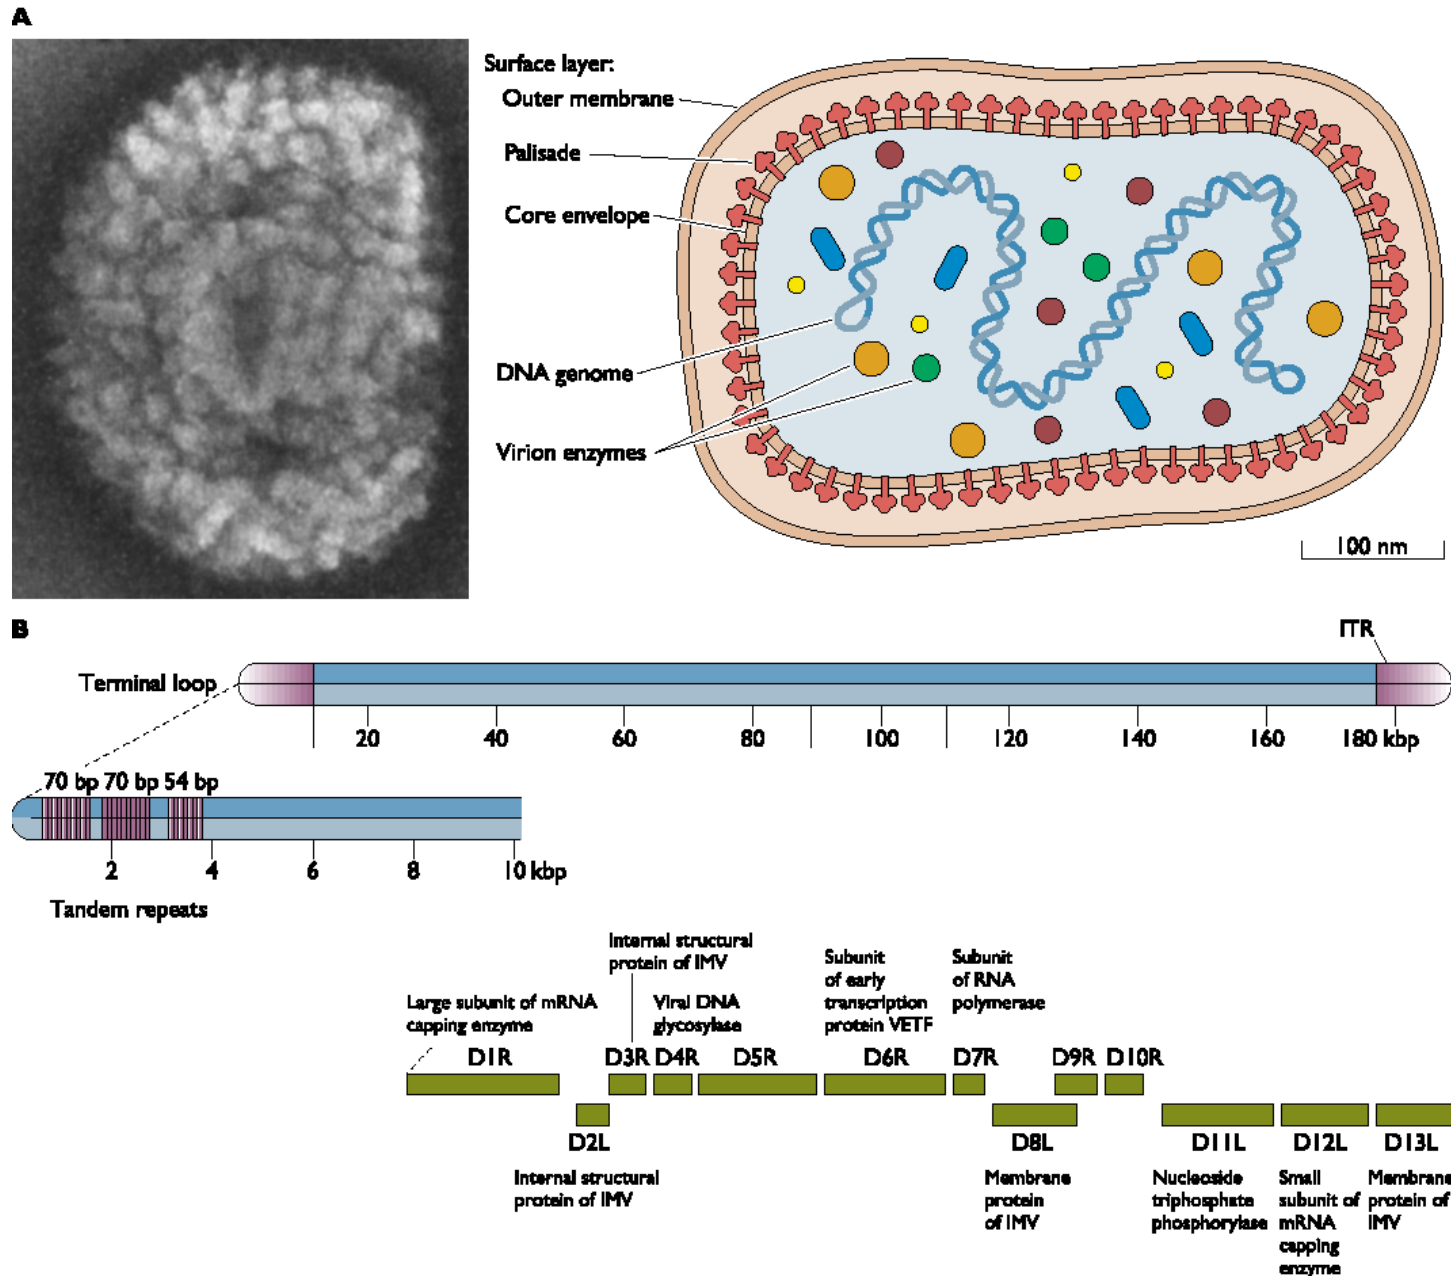 A
Surface layer:
Outer membrane
Palisade
Core envelope
DNA genome
Virion enzymes
100 nm
B
ITR
Terminal loop
20 40 60 80 100 120 140 160 180 kbp
70 bp 70 bp 54 bp
2 4 6 8 10 kbp
Tandem repeats
Internal structural
protein of IMV
Large subunit of mRNA
capping enzyme
Viral DNA
glycosylase
Subunit
of early
transcription
protein VETF
Subunit
of RNA
polymerase
D1R D3R D4R D5R D6R D7R D9R D10R
D2L D8L D11L D12L D13L
Internal structural
protein of IMV
Membrane
protein
of IMV
Nucleoside
triphosphate
phosphorylase
Small
subunit of
mRNA
capping
enzyme
Membrane
protein of
IMV